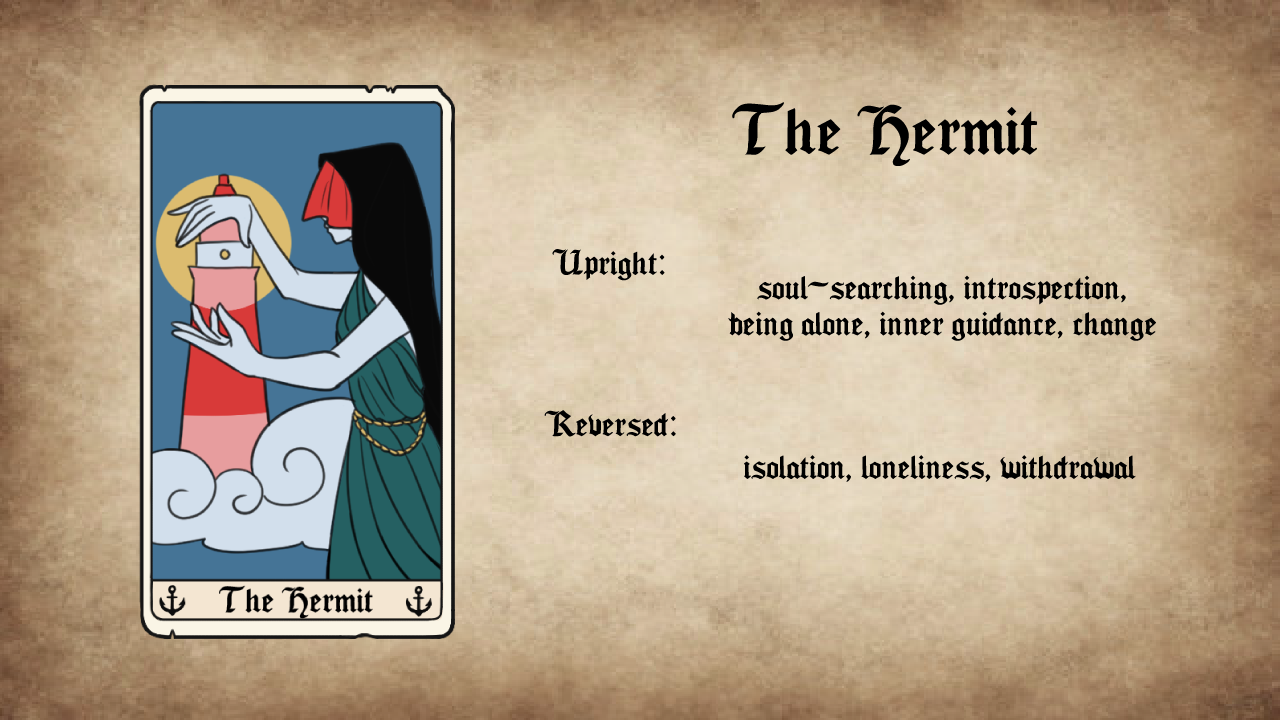 The Hermit
Upright:
soul~searching, introspection,
being alone, inner guidance, change
Reversed:
isolation, loneliness, withdrawal
The Hermit